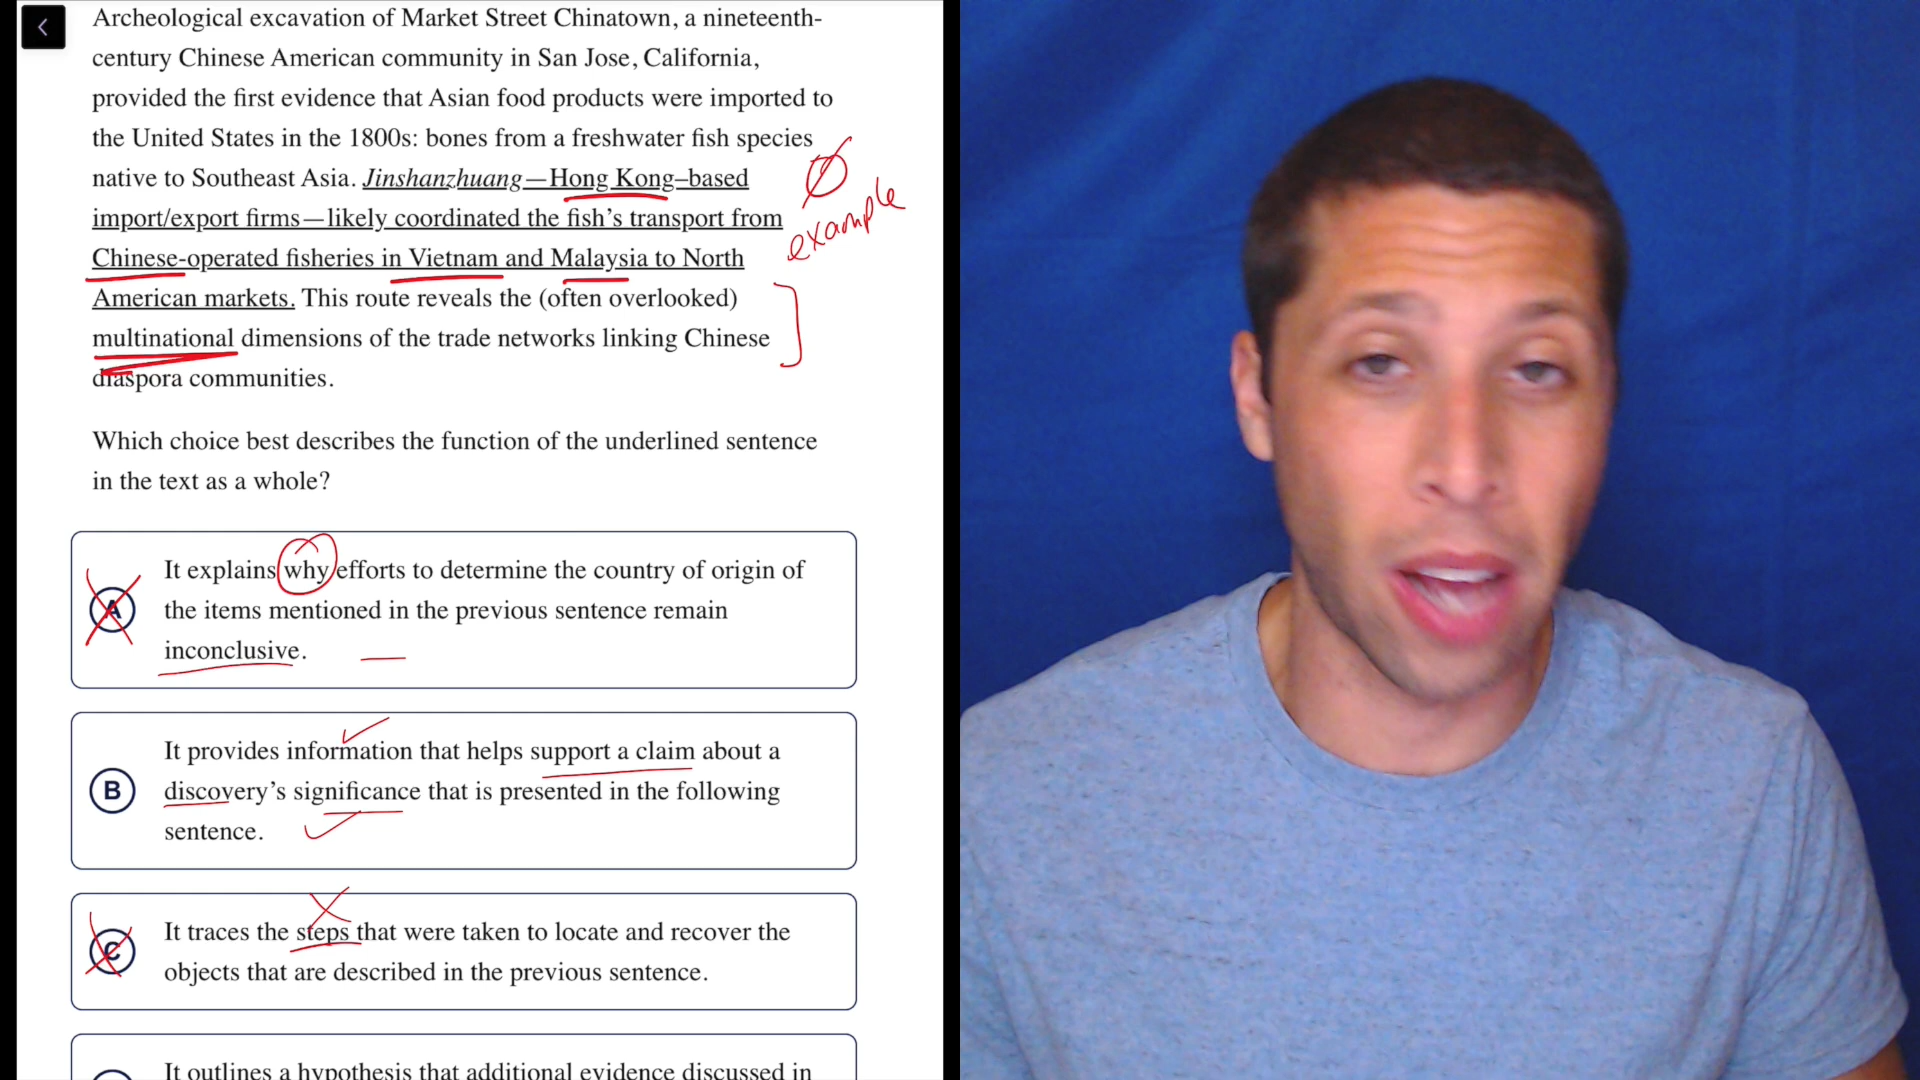 Archeological excavation of Market Street Chinatown, a nineteenth-
century Chinese American community in San Jose, California,
provided the first evidence that Asian food products were imported to
the United States in the 1800s: bones from a freshwater fish species
native to Southeast Asia. Jinshanzhuang—Hong Kong–based
import/export firms—likely coordinated the fish’s transport from
Chinese-operated fisheries in Vietnam and Malaysia to North
American markets. This route reveals the (often overlooked)
multinational dimensions of the trade networks linking Chinese
diaspora communities.
example
Which choice best describes the function of the underlined sentence
in the text as a whole?
A
It explains why efforts to determine the country of origin of
the items mentioned in the previous sentence remain
inconclusive.
B
It provides information that helps support a claim about a
discovery’s significance that is presented in the following
sentence.
C
It traces the steps that were taken to locate and recover the
objects that are described in the previous sentence.
It outlines a hypothesis that additional evidence discussed in